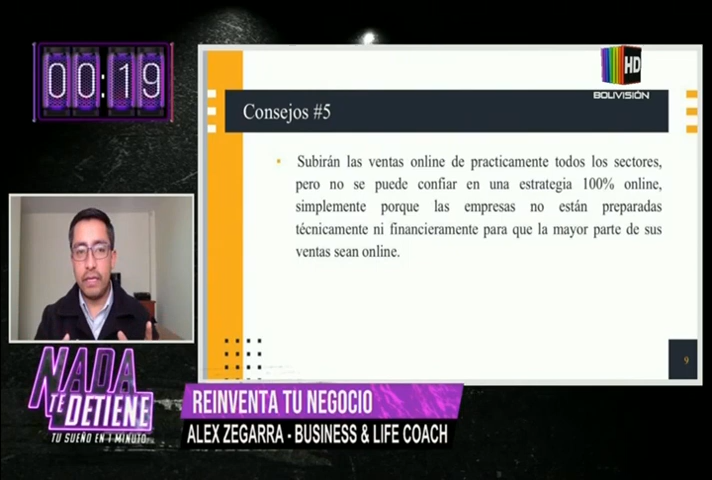 00:19
HD
BOLIVISIÓN
Consejos #5
Subirán las ventas online de practicamente todos los sectores,
pero no se puede confiar en una estrategia 100% online,
simplemente porque las empresas no están preparadas
técnicamente ni financieramente para que la mayor parte de sus
ventas sean online.
9
NADA
TE
DETIENE
TU SUEÑO EN 1 MINUTO
REINVENTA TU NEGOCIO
ALEX ZEGARRA - BUSINESS & LIFE COACH